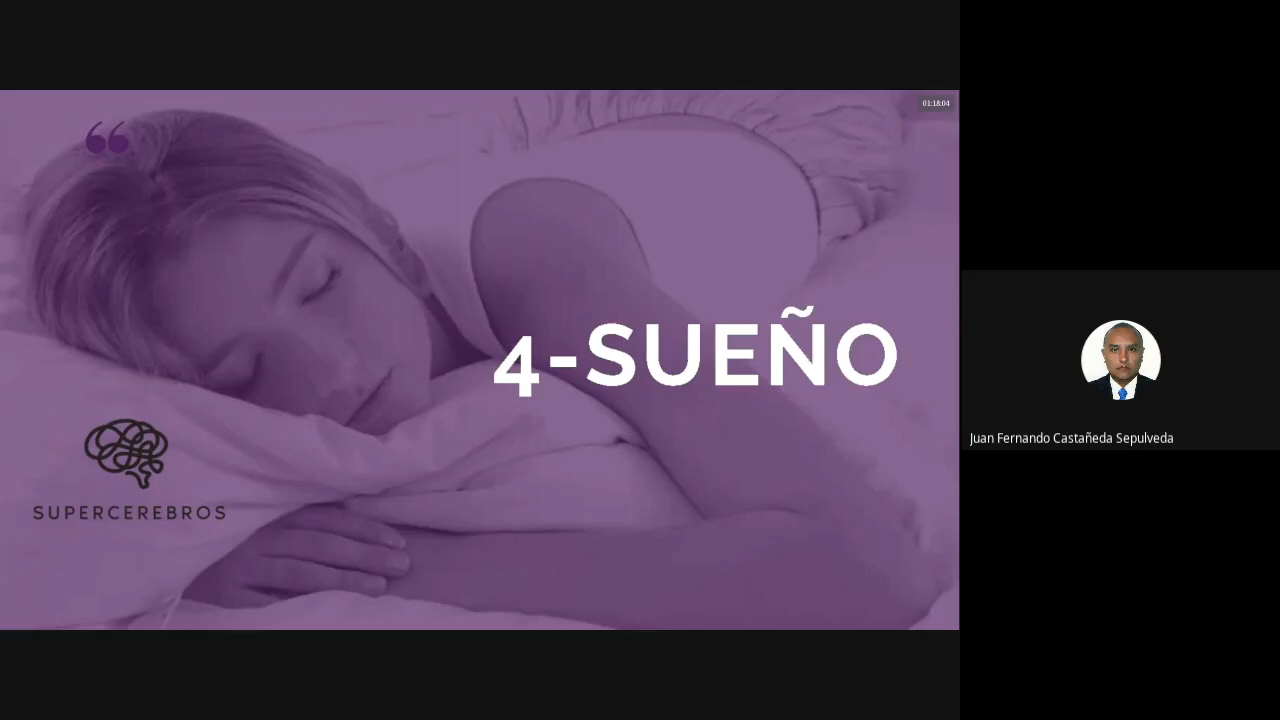 01:18:04
“
4-SUEÑO
SUPERCEREBROS
Juan Fernando Castañeda Sepulveda